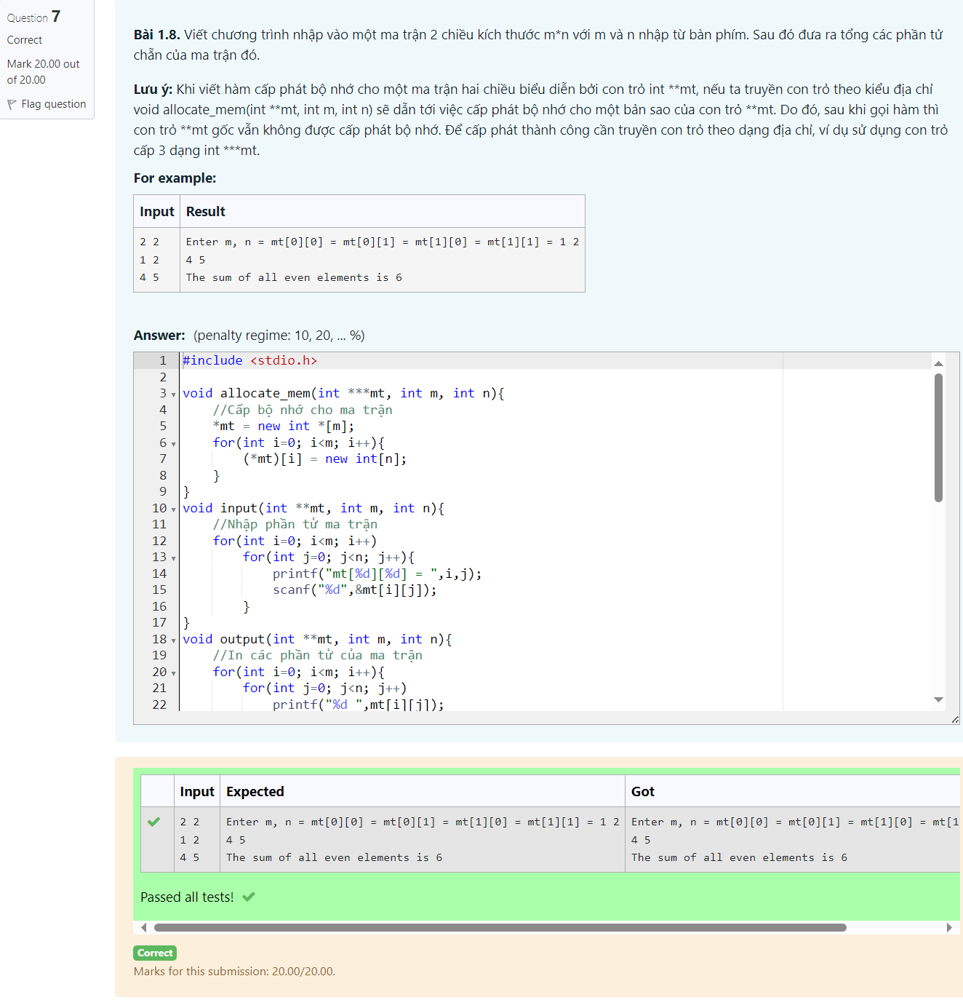 Question 7
Correct
Mark 20.00 out
of 20.00
Flag question
Bài 1.8. Viết chương trình nhập vào một ma trận 2 chiều kích thước m*n với m và n nhập từ bàn phím. Sau đó đưa ra tổng các phần tử
chẵn của ma trận đó.
Lưu ý: Khi viết hàm cấp phát bộ nhớ cho một ma trận hai chiều biểu diễn bởi con trỏ int **mt, nếu ta truyền con trỏ theo kiểu địa chỉ
void allocate_mem(int **mt, int m, int n) sẽ dẫn tới việc cấp phát bộ nhớ cho một bản sao của con trỏ **mt. Do đó, sau khi gọi hàm thì
con trỏ **mt gốc vẫn không được cấp phát bộ nhớ. Để cấp phát thành công cần truyền con trỏ theo dạng địa chỉ, ví dụ sử dụng con trỏ
cấp 3 dạng int ***mt.
For example:
Input Result
2 2 Enter m, n = mt[0][0] = mt[0][1] = mt[1][0] = mt[1][1] = 1 2
1 2 4 5
4 5 The sum of all even elements is 6
Answer: (penalty regime: 10, 20, ... %)
1 #include <stdio.h>
2
3 void allocate_mem(int ***mt, int m, int n){
4 //Cấp bộ nhớ cho ma trận
5 *mt = new int *[m];
6 for(int i=0; i<m; i++){
7 (*mt)[i] = new int[n];
8 }
9 }
10 void input(int **mt, int m, int n){
11 //Nhập phần tử ma trận
12 for(int i=0; i<m; i++)
13 for(int j=0; j<n; j++){
14 printf("mt[%d][%d] = ",i,j);
15 scanf("%d",&mt[i][j]);
16 }
17 }
18 void output(int **mt, int m, int n){
19 //In các phần tử của ma trận
20 for(int i=0; i<m; i++){
21 for(int j=0; j<n; j++)
22 printf("%d ",mt[i][j]);
Input Expected Got
2 2 Enter m, n = mt[0][0] = mt[0][1] = mt[1][0] = mt[1][1] = 1 2 Enter m, n = mt[0][0] = mt[0][1] = mt[1][0] = mt[1
1 2 4 5 4 5
4 5 The sum of all even elements is 6 The sum of all even elements is 6
Passed all tests!
Correct
Marks for this submission: 20.00/20.00.